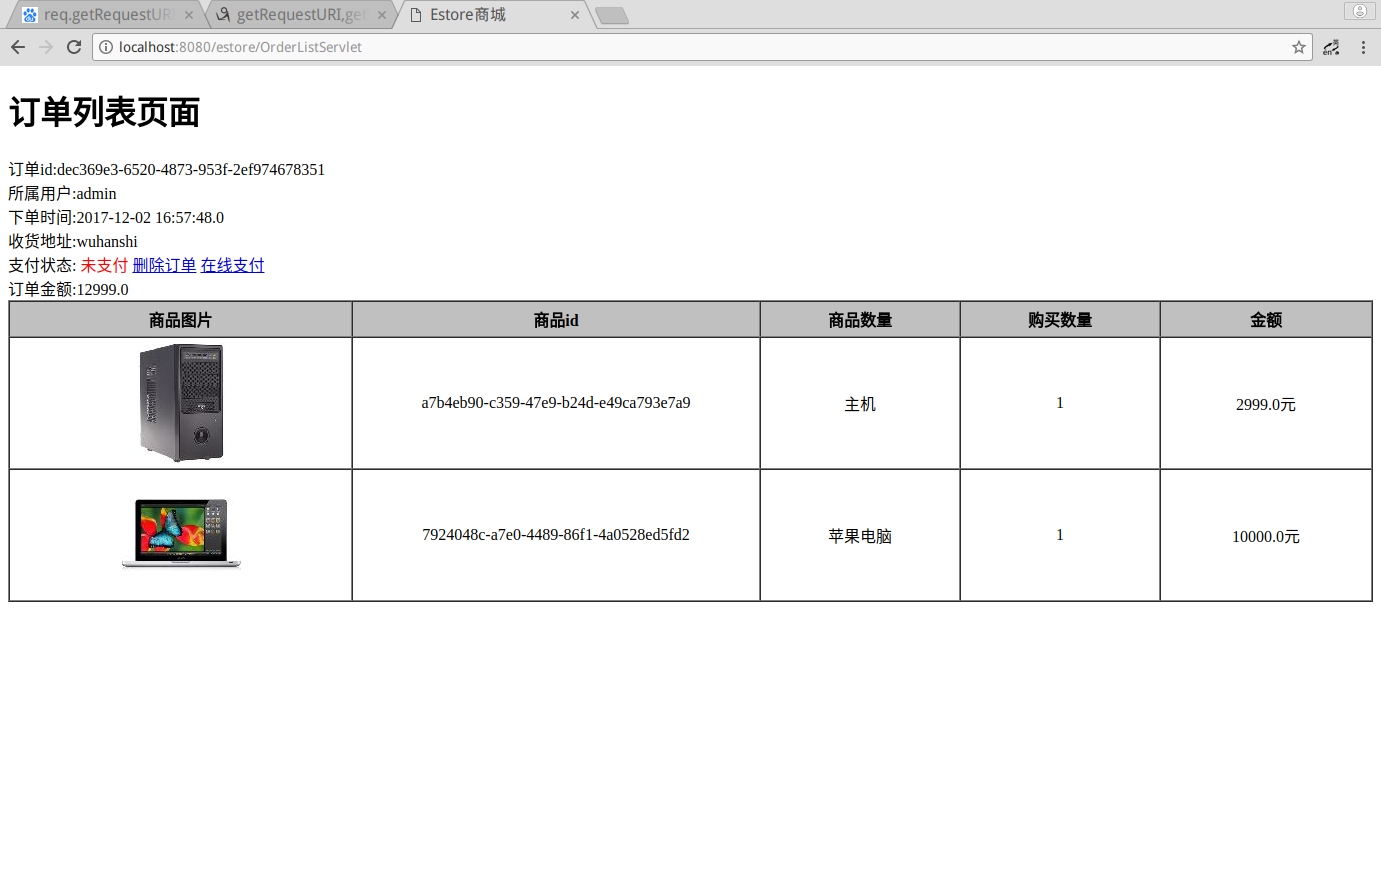 req.getRequestURI
getRequestURI,get
Estore商城
localhost:8080/estore/OrderListServlet
订单列表页面
订单id:dec369e3-6520-4873-953f-2ef974678351
所属用户:admin
下单时间:2017-12-02 16:57:48.0
收货地址:wuhanshi
支付状态: 未支付 删除订单 在线支付
订单金额:12999.0
商品图片 商品id 商品数量 购买数量 金额
a7b4eb90-c359-47e9-b24d-e49ca793e7a9 主机 1 2999.0元
7924048c-a7e0-4489-86f1-4a0528ed5fd2 苹果电脑 1 10000.0元